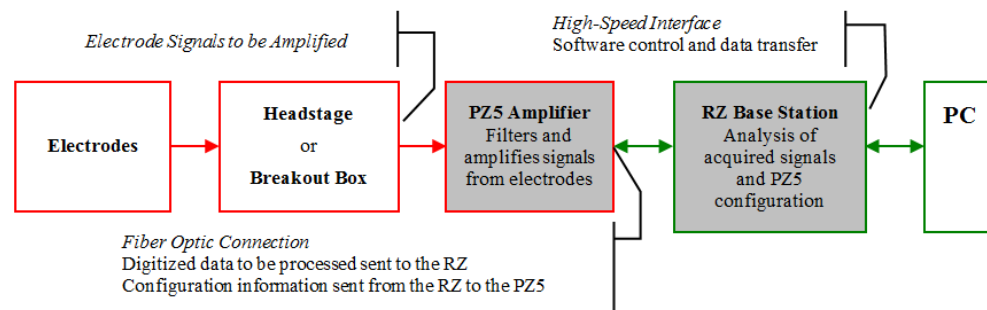 Electrode Signals to be Amplified
High-Speed Interface
Software control and data transfer
Electrodes
Headstage
or
Breakout Box
PZ5 Amplifier
Filters and
amplifies signals
from electrodes
RZ Base Station
Analysis of
acquired signals
and PZ5
configuration
PC
Fiber Optic Connection
Digitized data to be processed sent to the RZ
Configuration information sent from the RZ to the PZ5